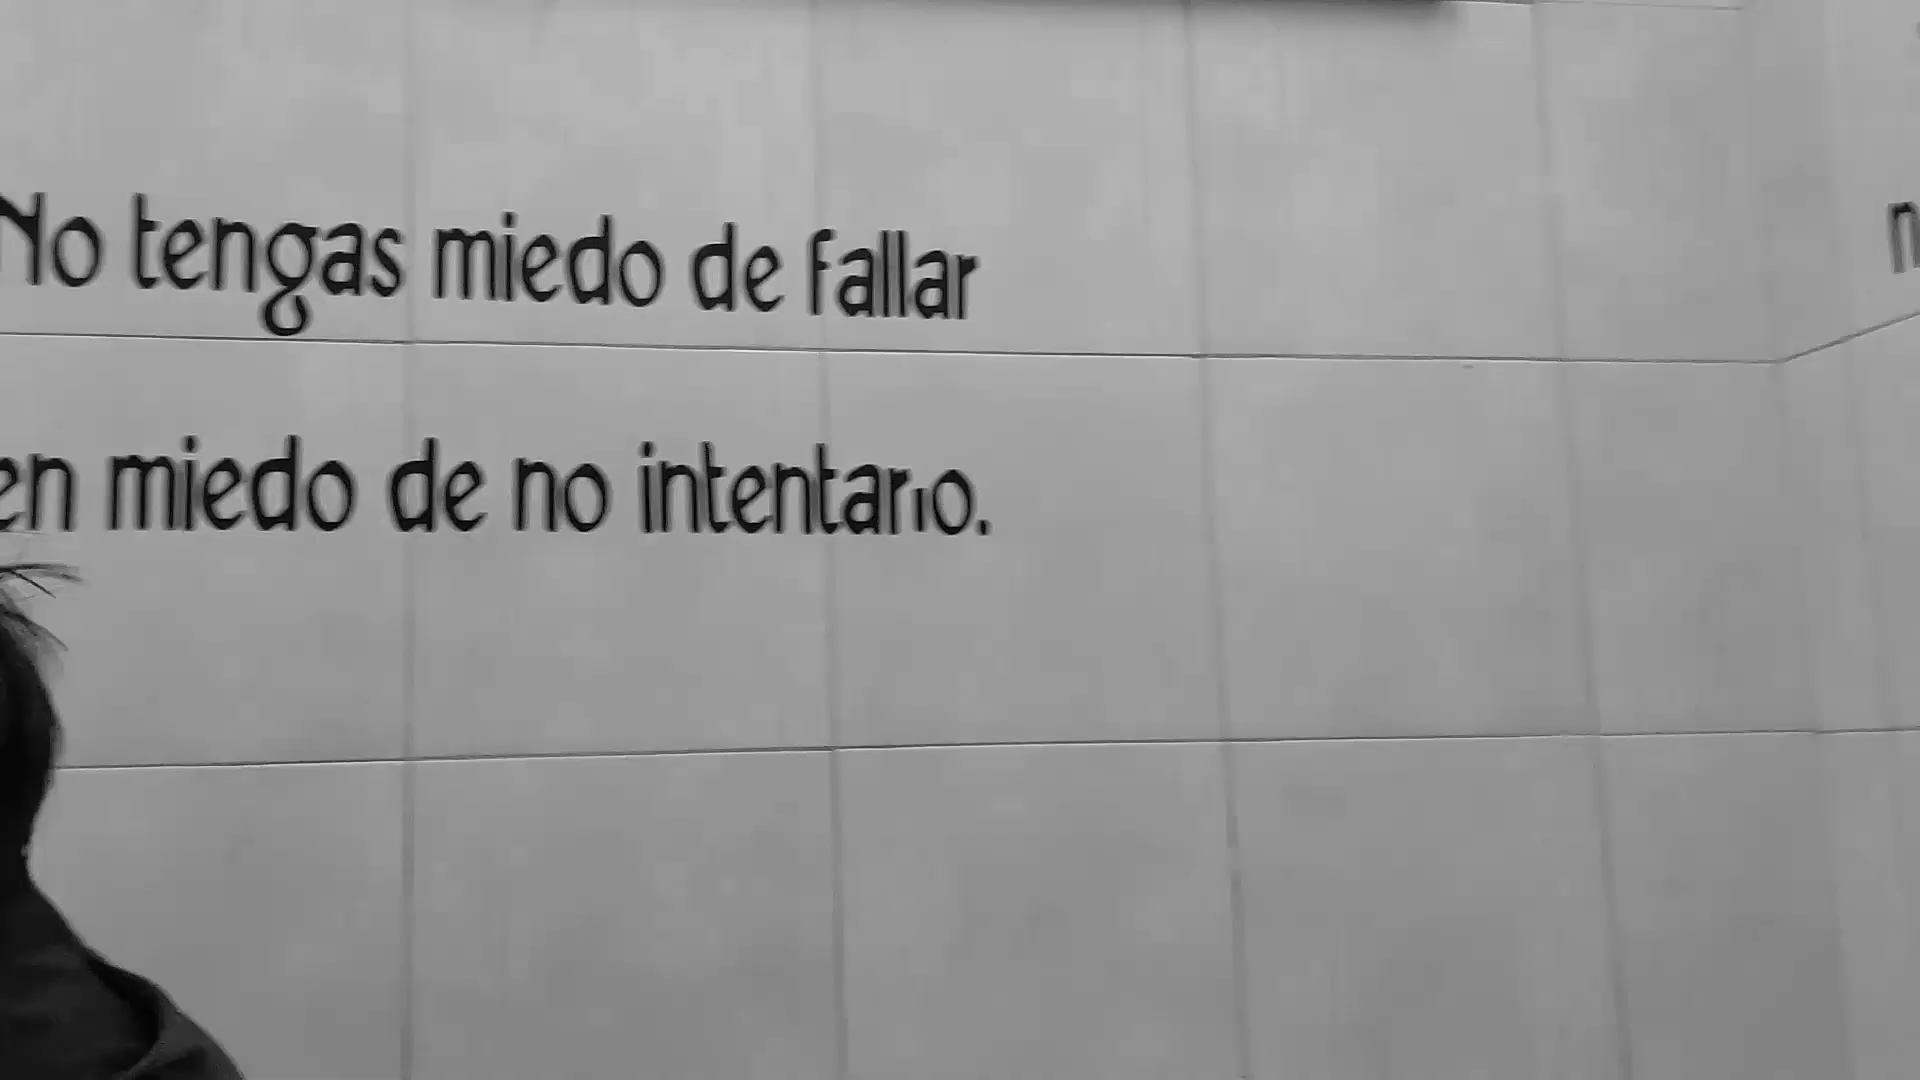 No tengas miedo de fallar
en miedo de no intentarlo.